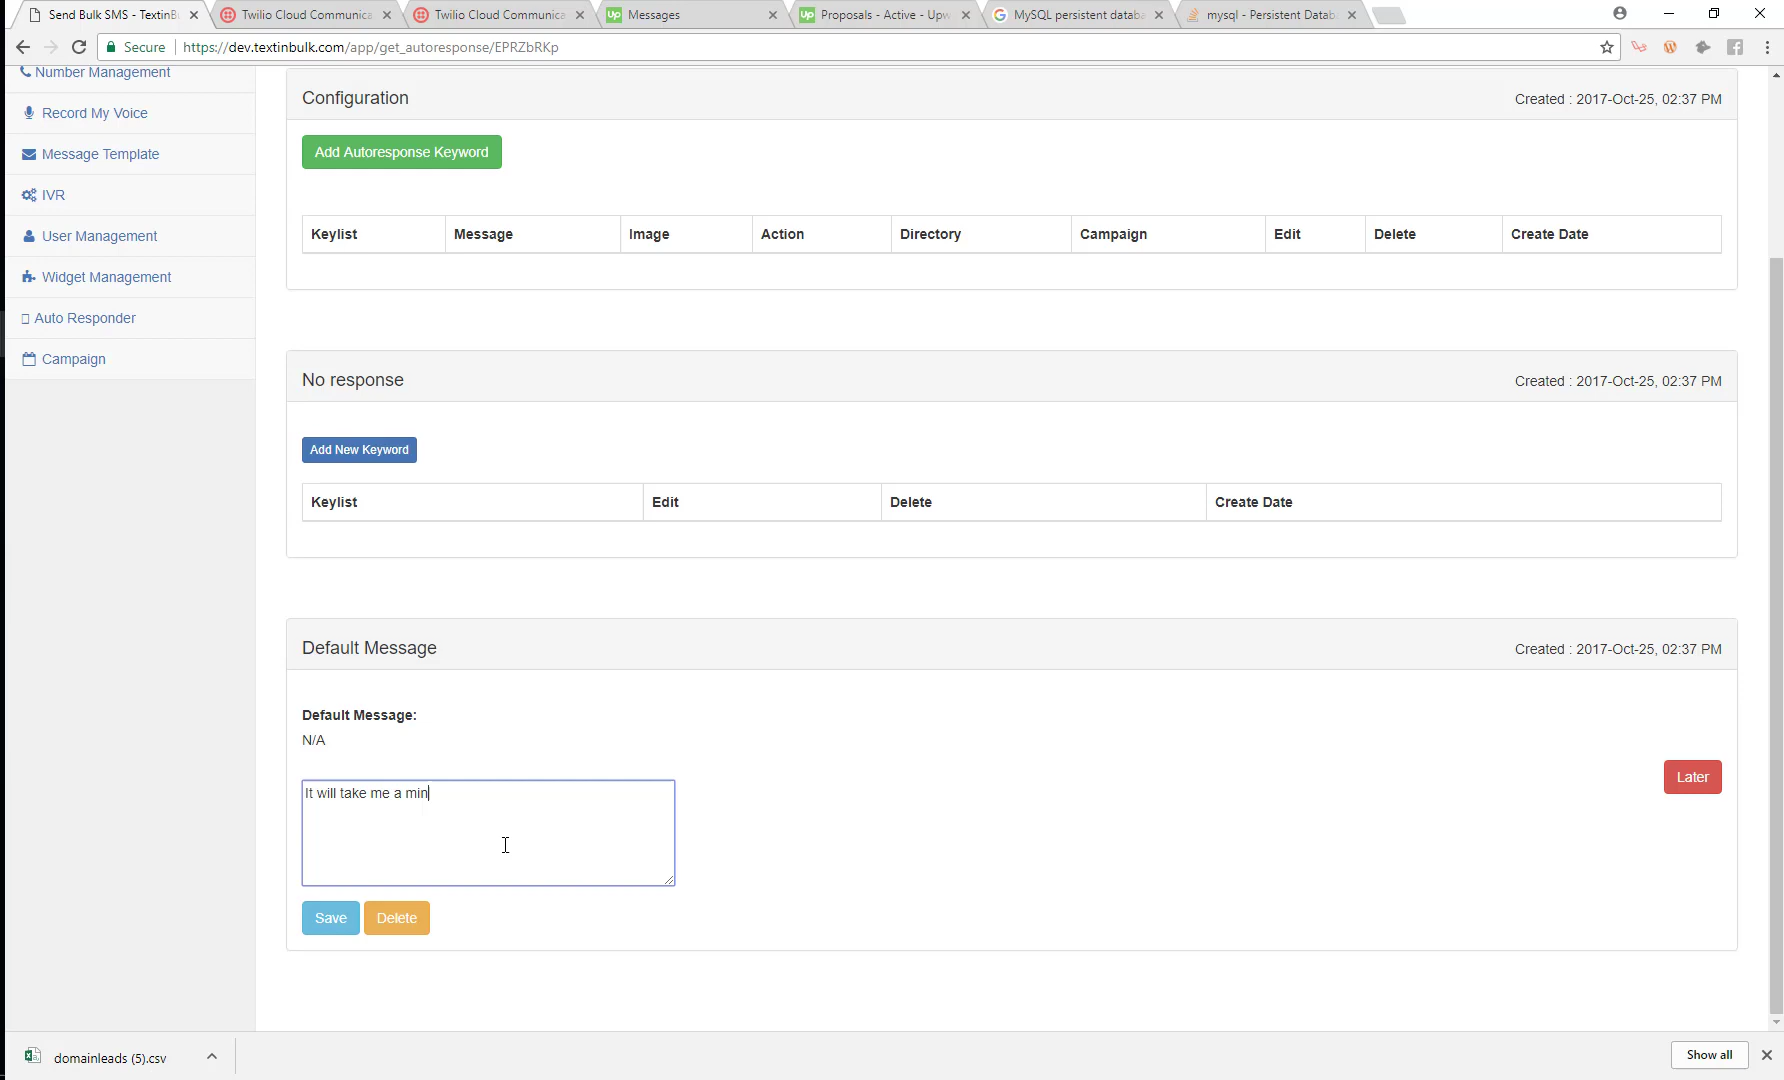 Send Bulk SMS - TextinB
Twilio Cloud Communica
Twilio Cloud Communica
Messages
Proposals - Active - Upw
MySQL persistent databa
mysql - Persistent Datab
Secure
https://dev.textinbulk.com/app/get_autoresponse/EPRZbRKp
Number Management
Record My Voice
Message Template
IVR
User Management
Widget Management
Auto Responder
Campaign
Configuration
Created : 2017-Oct-25, 02:37 PM
Add Autoresponse Keyword
Keylist Message Image Action Directory Campaign Edit Delete Create Date
No response
Created : 2017-Oct-25, 02:37 PM
Add New Keyword
Keylist Edit Delete Create Date
Default Message
Created : 2017-Oct-25, 02:37 PM
Default Message:
N/A
Later
It will take me a min
Save Delete
domainleads (5).csv
Show all